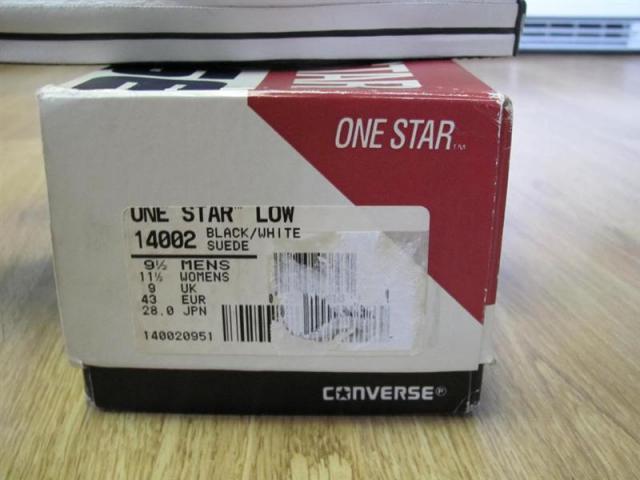 TAR
ONE STAR™
ONE STAR™ LOW
14002 BLACK/WHITE
SUEDE
9½ MENS
11½ WOMENS
9 UK
43 EUR
28.0 JPN
140020951
CONVERSE®